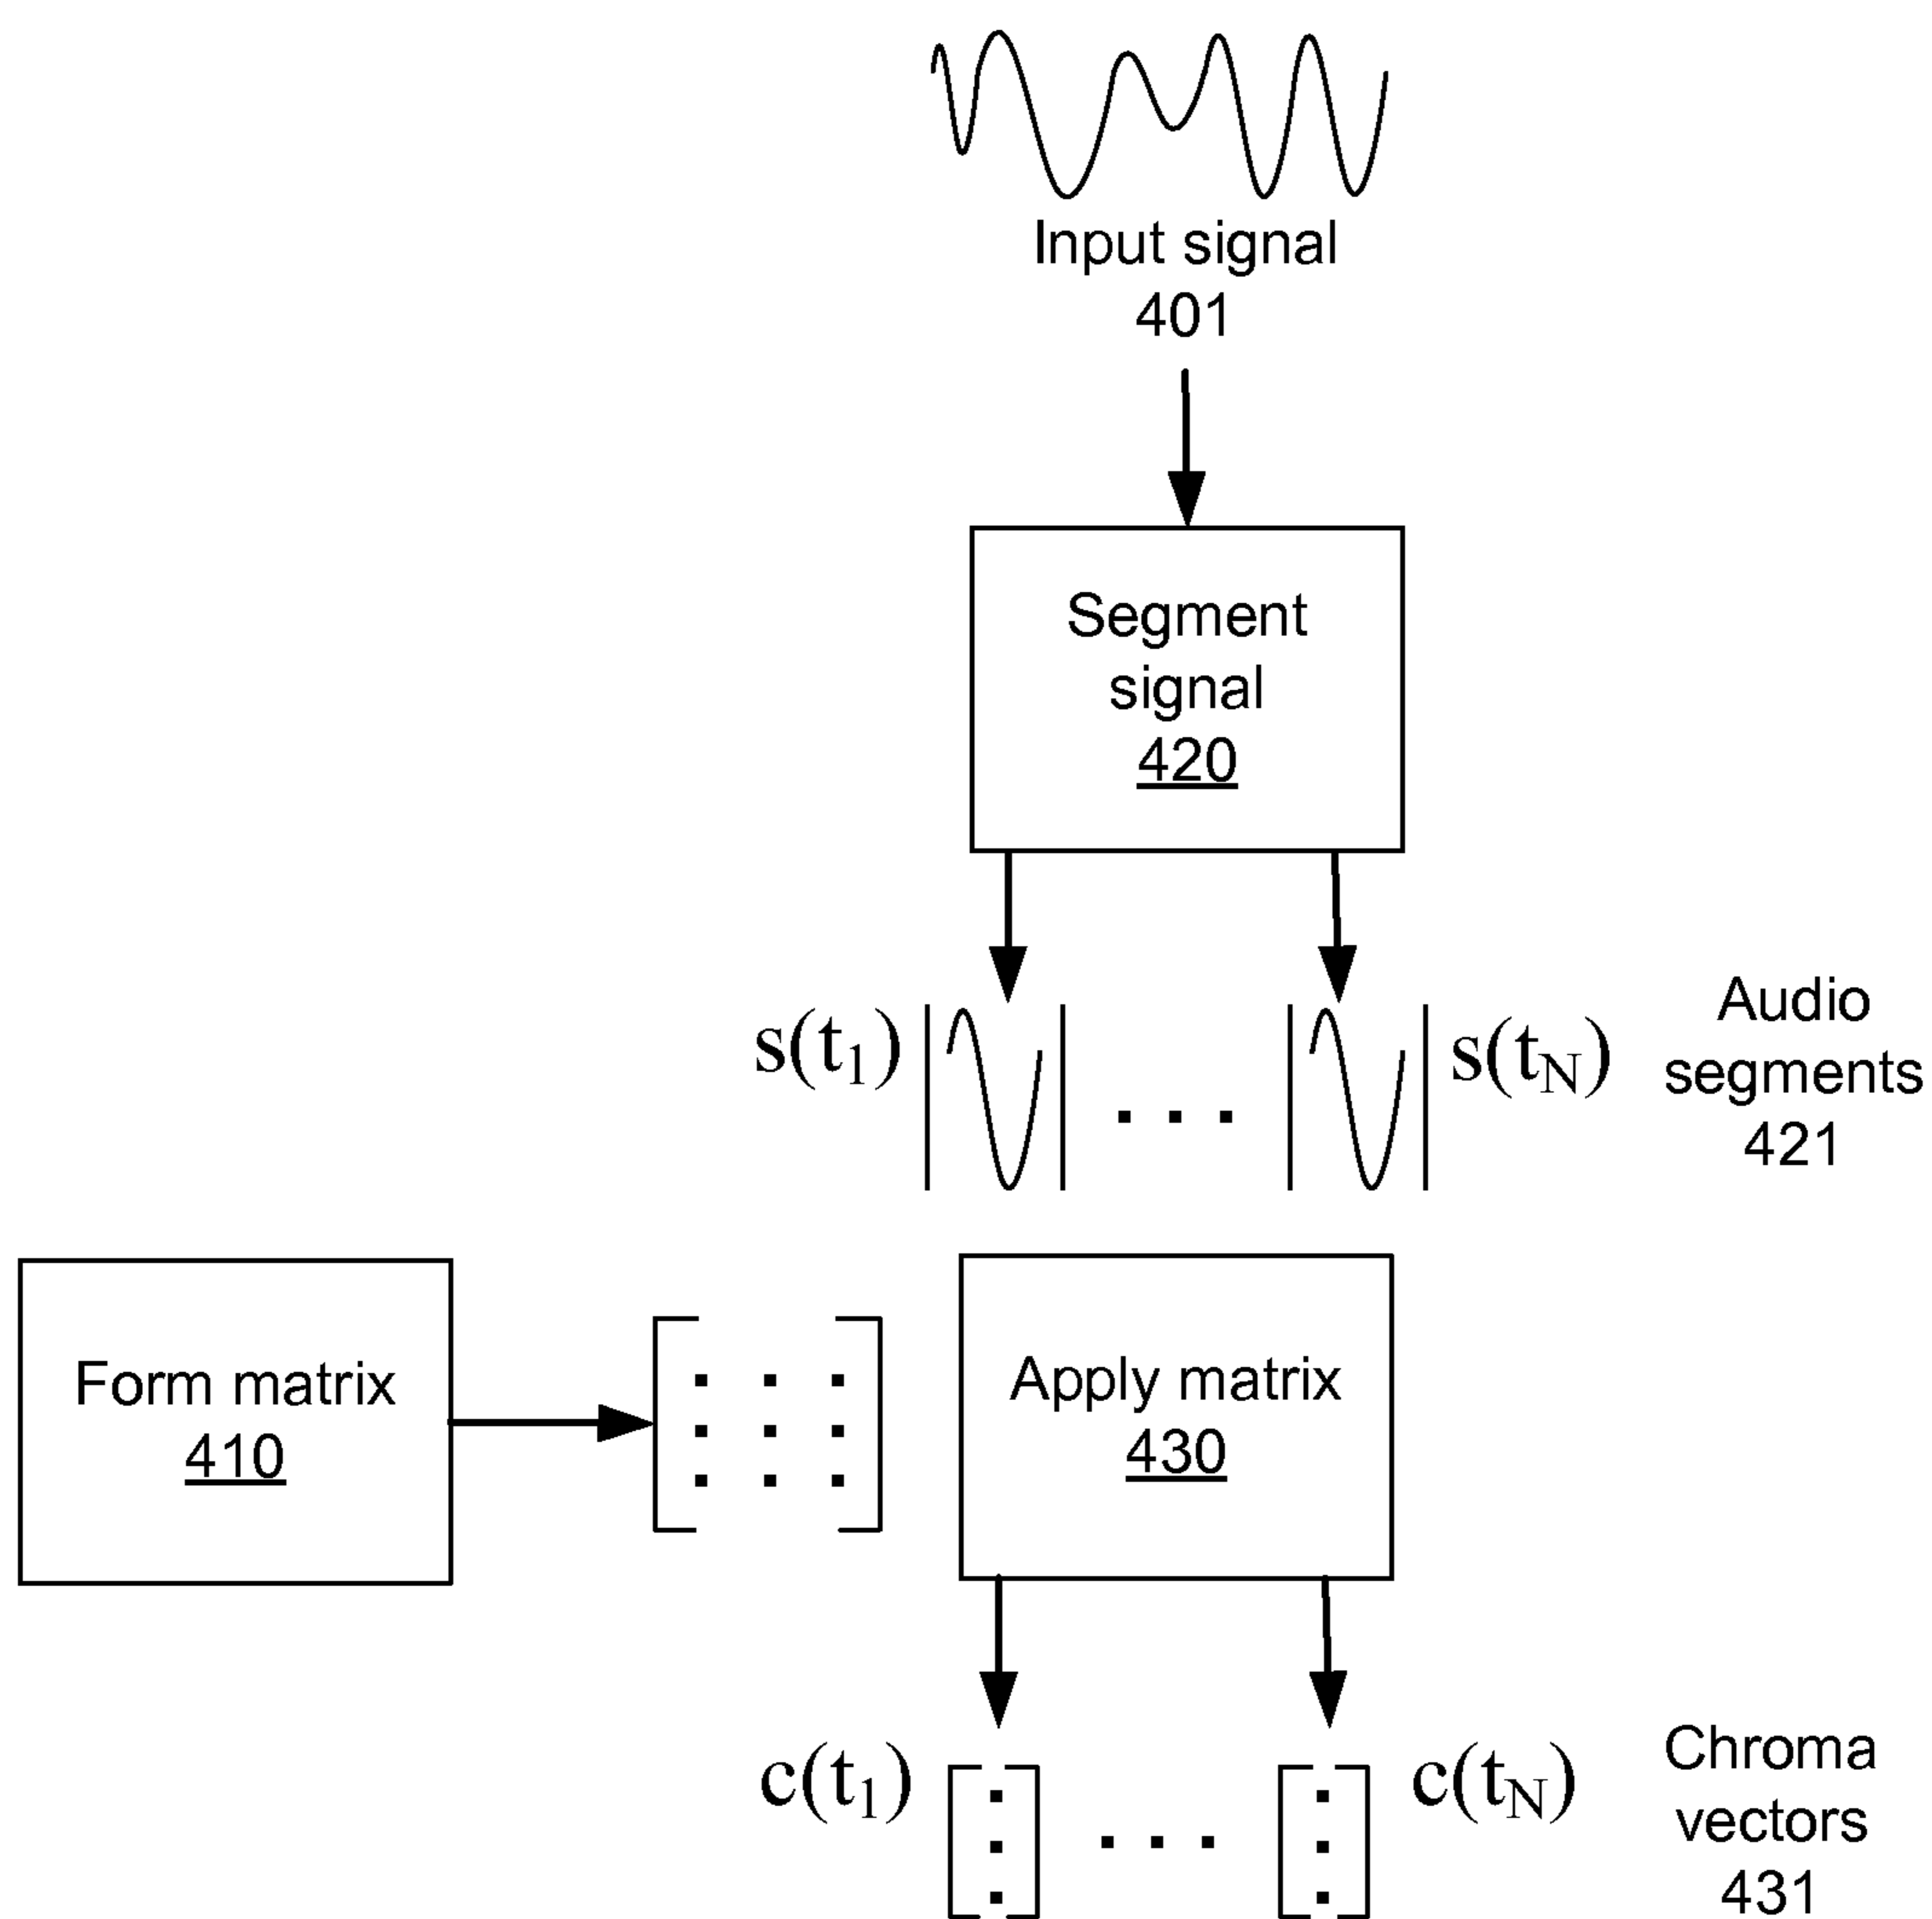 Input signal
401
Segment
signal
420
s(t1)
s(tN)
Audio
segments
421
Form matrix
410
Apply matrix
430
c(t1)
c(tN)
Chroma
vectors
431